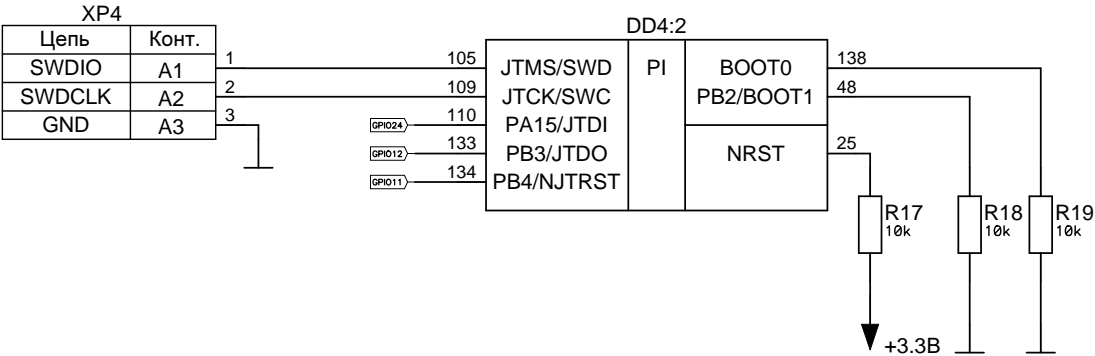 XP4
Цепь Конт.
SWDIO A1 1
SWDCLK A2 2
GND A3 3
DD4:2
105 JTMS/SWD PI BOOT0 138
109 JTCK/SWC PB2/BOOT1 48
GPIO24 110 PA15/JTDI
GPIO12 133 PB3/JTDO NRST 25
GPIO11 134 PB4/NJTRST
R17 R18 R19
10k 10k 10k
+3.3В